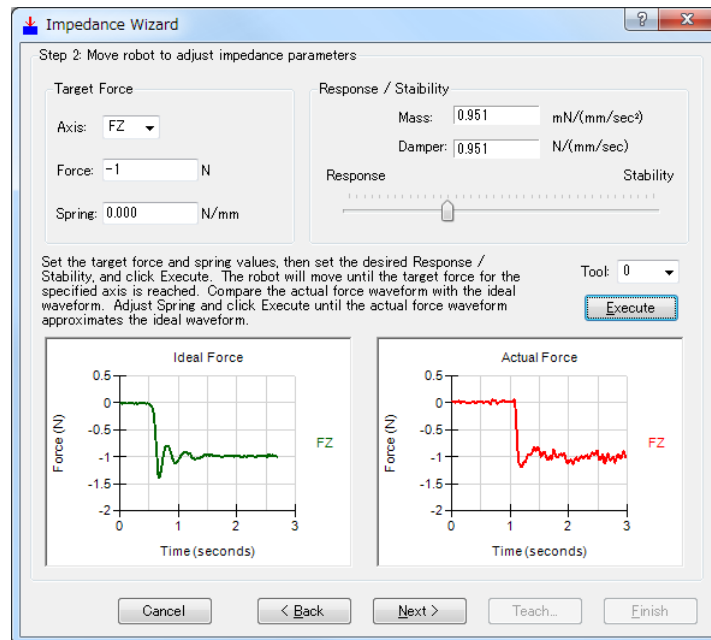 Impedance Wizard
Step 2: Move robot to adjust impedance parameters
Target Force
Axis: FZ
Force: -1 N
Spring: 0.000 N/mm
Response / Staibility
Mass: 0.951 mN/(mm/sec²)
Damper: 0.951 N/(mm/sec)
Response Stability
Set the target force and spring values, then set the desired Response /
Stability, and click Execute. The robot will move until the target force for the
specified axis is reached. Compare the actual force waveform with the ideal
waveform. Adjust Spring and click Execute until the actual force waveform
approximates the ideal waveform.
Tool: 0
Execute
Ideal Force
0.5
0
-0.5
-1
-1.5
-2
Force (N)
FZ
0 1 2 3
Time (seconds)
Actual Force
0.5
0
-0.5
-1
-1.5
-2
Force (N)
FZ
0 1 2 3
Time (seconds)
Cancel < Back Next > Teach... Finish